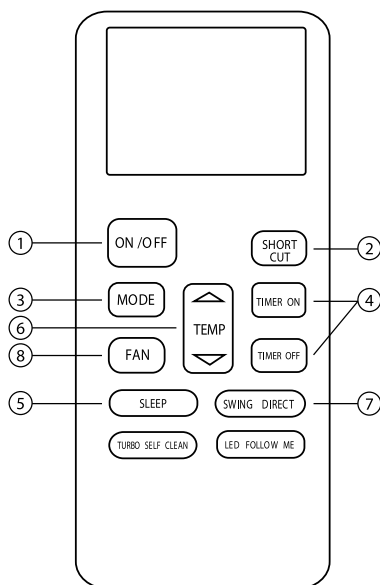 ON /OFF
1
SHORT
CUT
2
3
MODE
TIMER ON
4
6
TEMP
8
FAN
TIMER OFF
5
SLEEP
SWING DIRECT
7
TURBO SELF CLEAN
LED FOLLOW ME